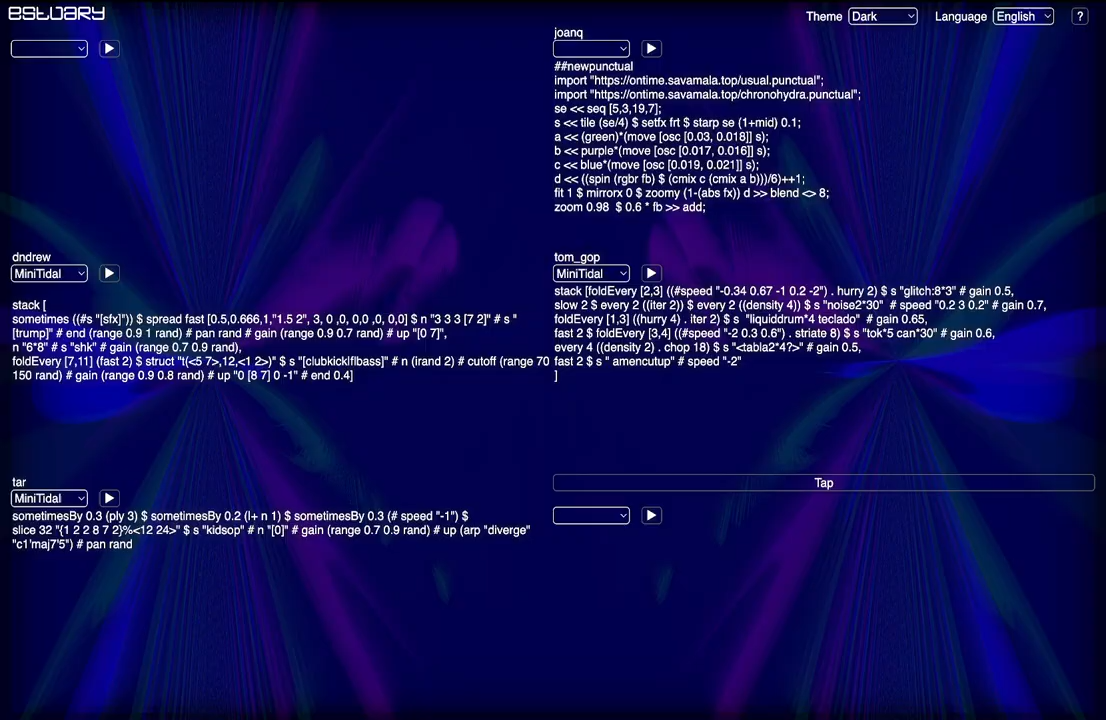 estuary
Theme Dark Language English ?
joanq
##newpunctual
import "https://ontime.savamala.top/usual.punctual";
import "https://ontime.savamala.top/chronohydra.punctual";
se << seq [5,3,19,7];
s << tile (se/4) $ setfx frt $ starp se (1+mid) 0.1;
a << (green)*(move [osc [0.03, 0.018]] s);
b << purple*(move [osc [0.017, 0.016]] s);
c << blue*(move [osc [0.019, 0.021]] s);
d << ((spin (rgbr fb) $ (cmix c (cmix a b)))/6)++1;
fit 1 $ mirrorx 0 $ zoomy (1-(abs fx)) d >> blend <> 8;
zoom 0.98  $ 0.6 * fb >> add;
dndrew
MiniTidal
stack [
sometimes ((#s "[sfx]")) $ spread fast [0.5,0.666,1,"1.5 2", 3, 0 ,0, 0,0 ,0, 0,0] $ n "3 3 3 [7 2]" # s "
[trump]" # end (range 0.9 1 rand) # pan rand # gain (range 0.9 0.7 rand) # up "[0 7]",
n "6*8" # s "shk" # gain (range 0.7 0.9 rand),
foldEvery [7,11] (fast 2) $ struct "t(<5 7>,12,<1 2>)" $ s "[clubkick|flbass]" # n (irand 2) # cutoff (range 70
150 rand) # gain (range 0.9 0.8 rand) # up "0 [8 7] 0 -1" # end 0.4]
tom_gop
MiniTidal
stack [foldEvery [2,3] ((#speed "-0.34 0.67 -1 0.2 -2") . hurry 2) $ s "glitch:8*3" # gain 0.5,
slow 2 $ every 2 ((iter 2)) $ every 2 ((density 4)) $ s "noise2*30"  # speed "0.2 3 0.2" # gain 0.7,
foldEvery [1,3] ((hurry 4) . iter 2) $ s  "liquiddrum*4 teclado"  # gain 0.65,
fast 2 $ foldEvery [3,4] ((#speed "-2 0.3 0.6") . striate 8) $ s "tok*5 can*30" # gain 0.6,
every 4 ((density 2) . chop 18) $ s "<tabla2*4?>" # gain 0.5,
fast 2 $ s " amencutup" # speed "-2"
]
tar
MiniTidal
sometimesBy 0.3 (ply 3) $ sometimesBy 0.2 (|+ n 1) $ sometimesBy 0.3 (# speed "-1") $
slice 32 "{1 2 2 8 7 2}%<12 24>" $ s "kidsop" # n "[0]" # gain (range 0.7 0.9 rand) # up (arp "diverge"
"c1'maj7'5") # pan rand
Tap